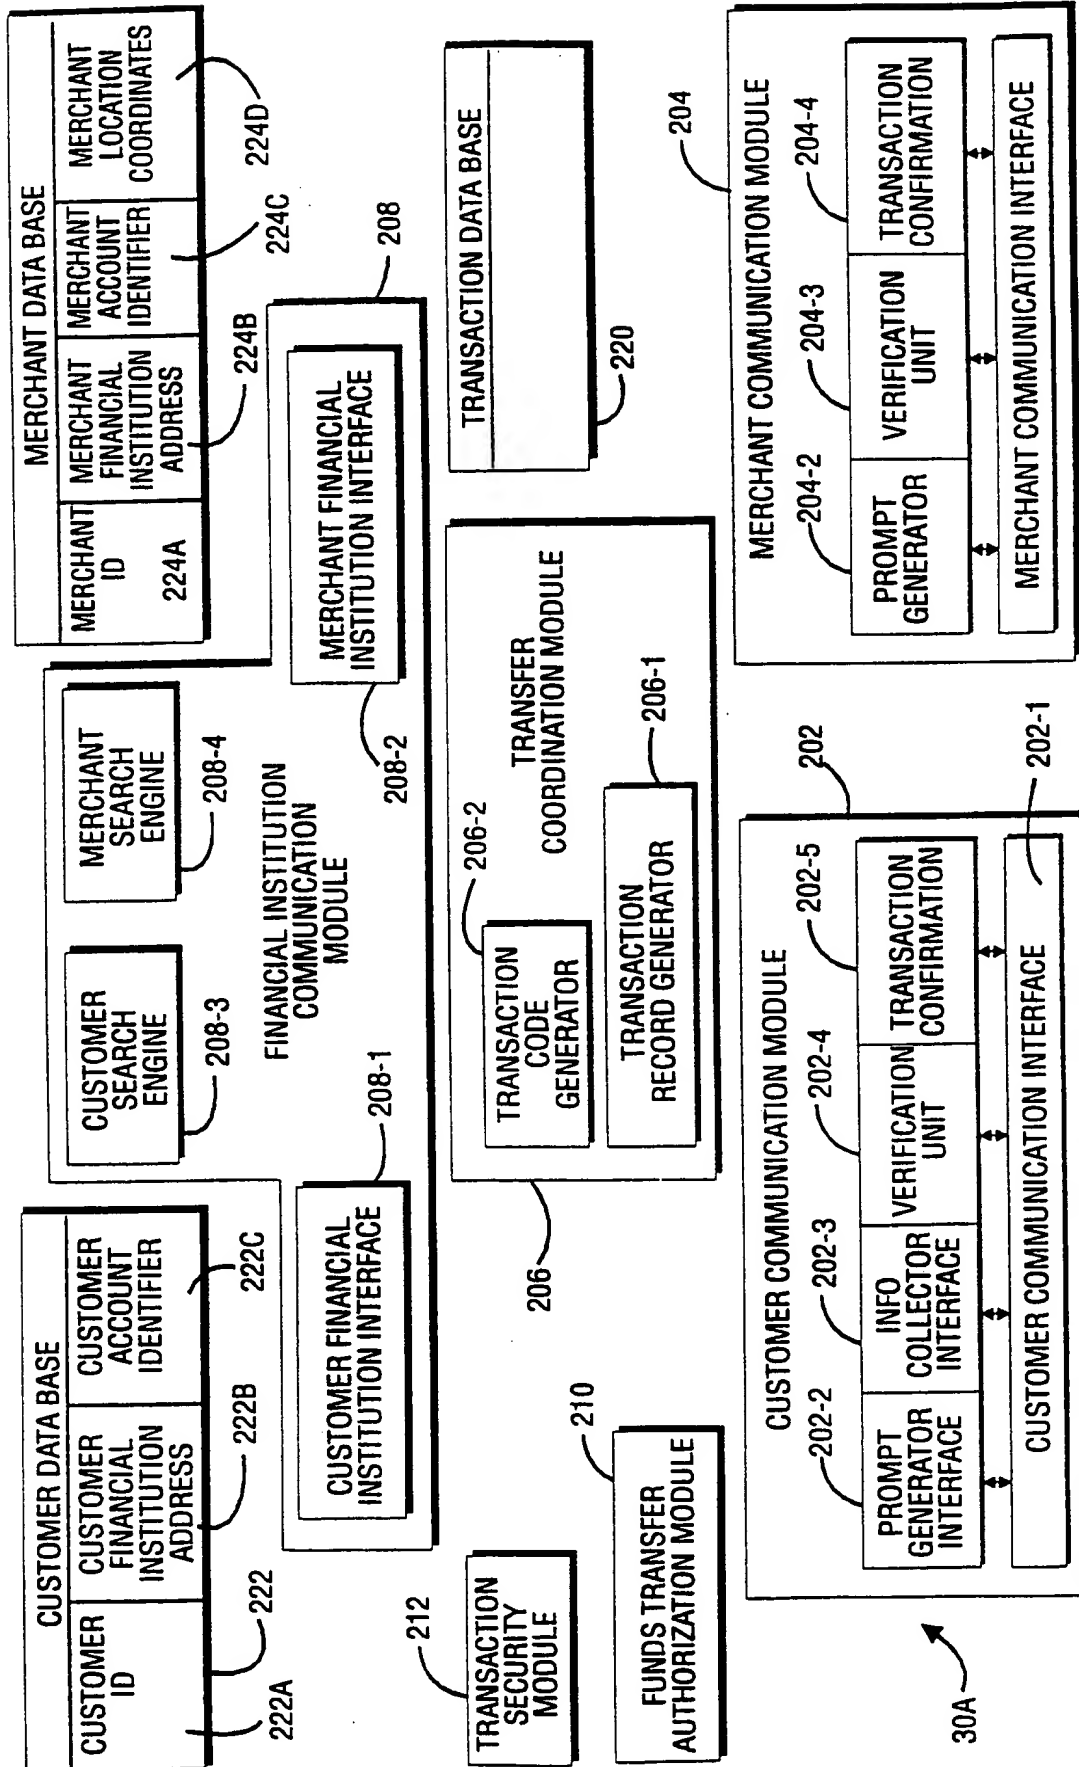 CUSTOMER DATA BASE
CUSTOMER
ID
222A
CUSTOMER
FINANCIAL
INSTITUTION
ADDRESS
CUSTOMER
ACCOUNT
IDENTIFIER
222
222B
222C
CUSTOMER
SEARCH
ENGINE
208-3
MERCHANT
SEARCH
ENGINE
208-4
MERCHANT DATA BASE
MERCHANT
ID
224A
MERCHANT
FINANCIAL
INSTITUTION
ADDRESS
MERCHANT
ACCOUNT
IDENTIFIER
MERCHANT
LOCATION
COORDINATES
224B
224C
224D
FINANCIAL INSTITUTION
COMMUNICATION
MODULE
208
CUSTOMER FINANCIAL
INSTITUTION INTERFACE
208-1
MERCHANT FINANCIAL
INSTITUTION INTERFACE
208-2
212
TRANSACTION
SECURITY
MODULE
210
FUNDS TRANSFER
AUTHORIZATION MODULE
206
TRANSACTION
CODE
GENERATOR
206-2
TRANSFER
COORDINATION MODULE
TRANSACTION
RECORD GENERATOR
206-1
TRANSACTION DATA BASE
220
30A
CUSTOMER COMMUNICATION MODULE
202
202-2
202-3
202-4
202-5
PROMPT
GENERATOR
INTERFACE
INFO
COLLECTOR
INTERFACE
VERIFICATION
UNIT
TRANSACTION
CONFIRMATION
CUSTOMER COMMUNICATION INTERFACE
202-1
MERCHANT COMMUNICATION MODULE
204
204-2
204-3
204-4
PROMPT
GENERATOR
VERIFICATION
UNIT
TRANSACTION
CONFIRMATION
MERCHANT COMMUNICATION INTERFACE